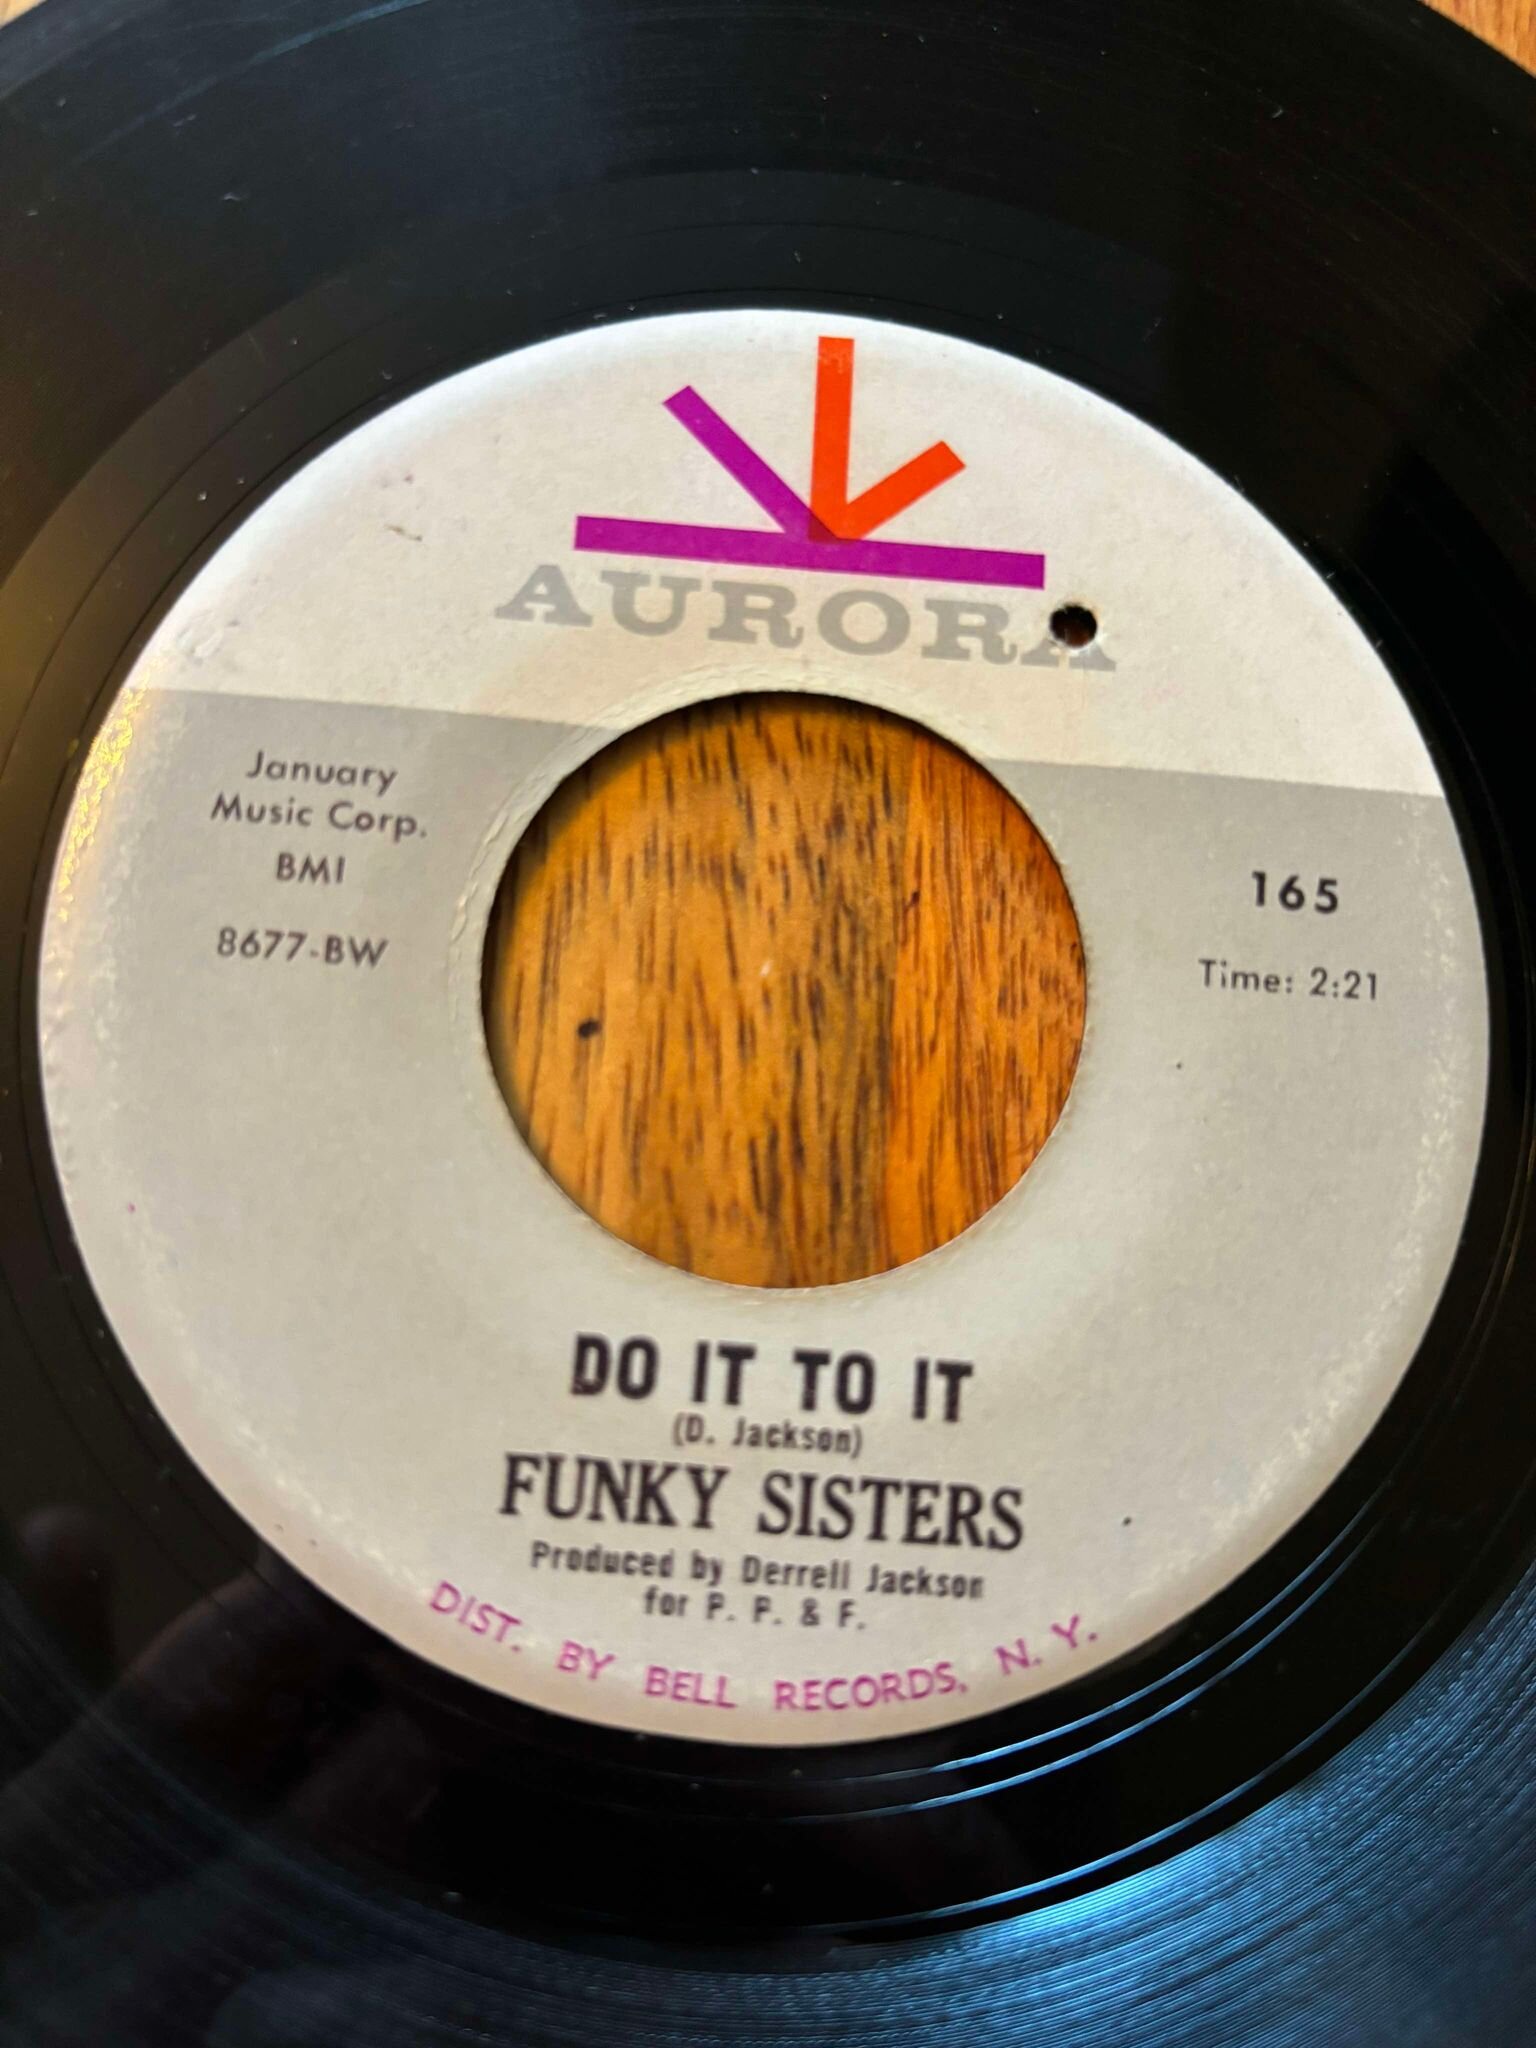 AURORA
January
Music Corp.
BMI
8677-BW
165
Time: 2:21
DO IT TO IT
(D. Jackson)
FUNKY SISTERS
Produced by Derrell Jackson
for P. P. & F.
DIST. BY BELL RECORDS, N. Y.